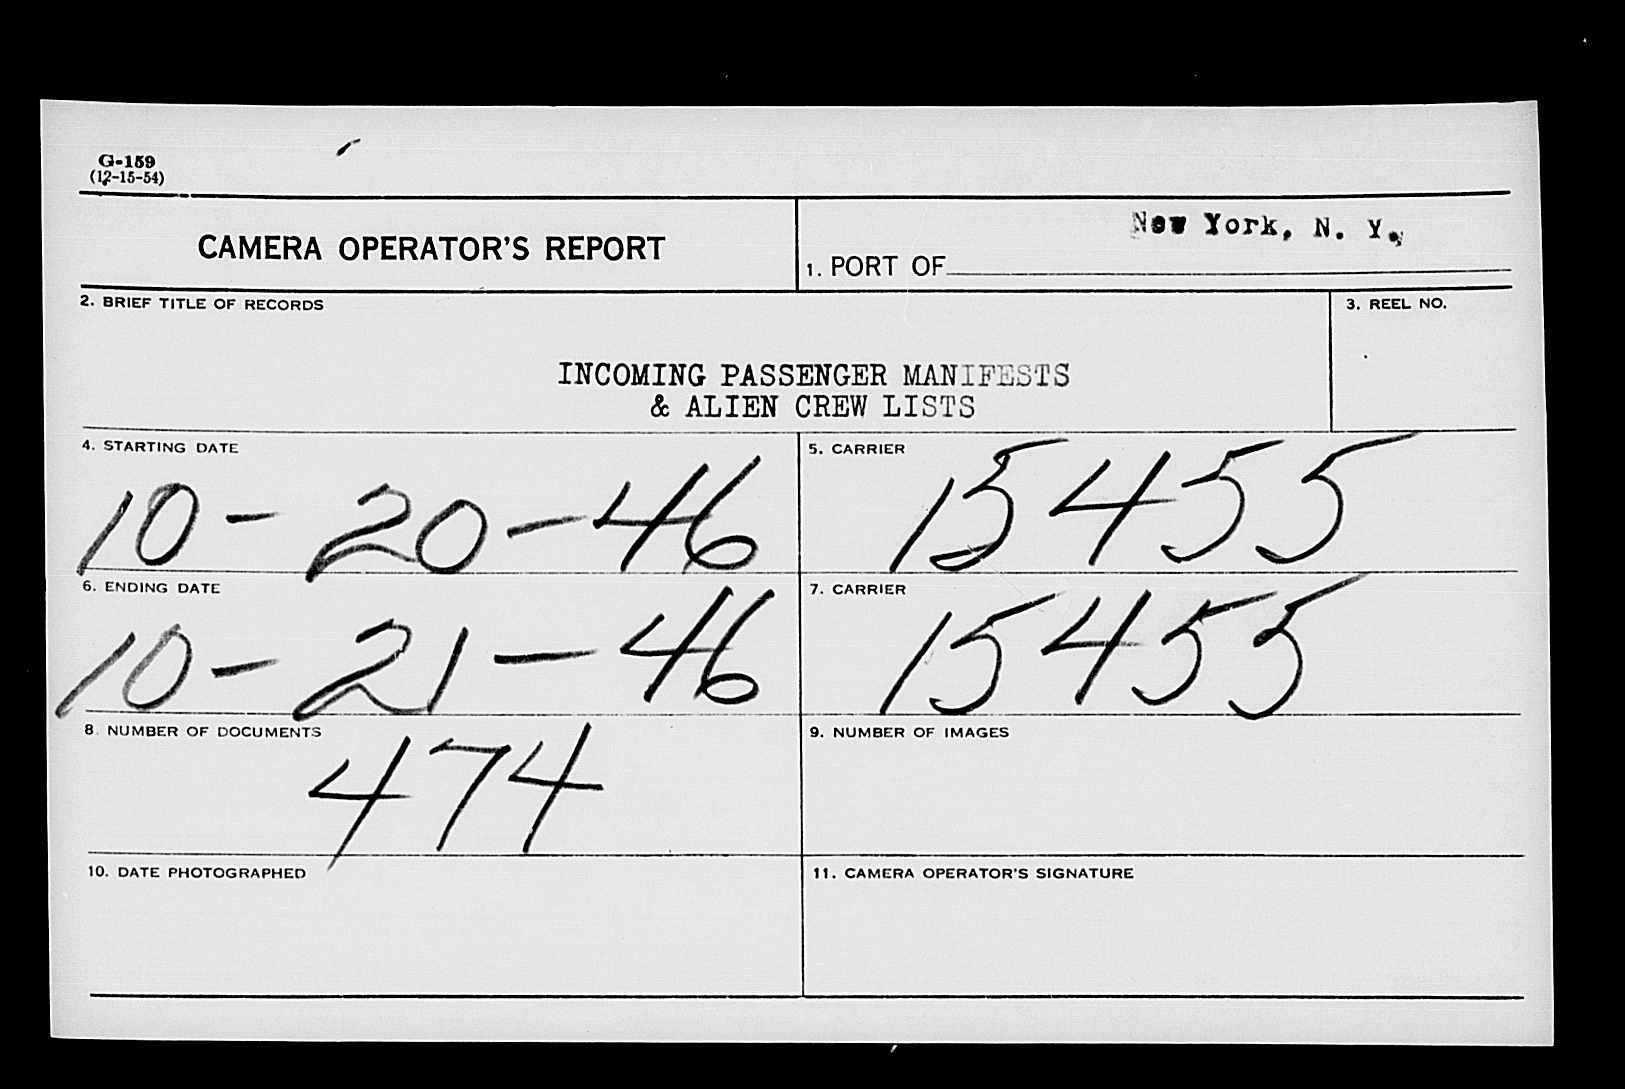 G-159
(12-15-54)
CAMERA OPERATOR'S REPORT
New York, N. Y.
1. PORT OF
2. BRIEF TITLE OF RECORDS
3. REEL NO.
INCOMING PASSENGER MANIFESTS
& ALIEN CREW LISTS
4. STARTING DATE
10-20-46
5. CARRIER
15455
6. ENDING DATE
10-21-46
7. CARRIER
15455
8. NUMBER OF DOCUMENTS
474
9. NUMBER OF IMAGES
10. DATE PHOTOGRAPHED
11. CAMERA OPERATOR'S SIGNATURE